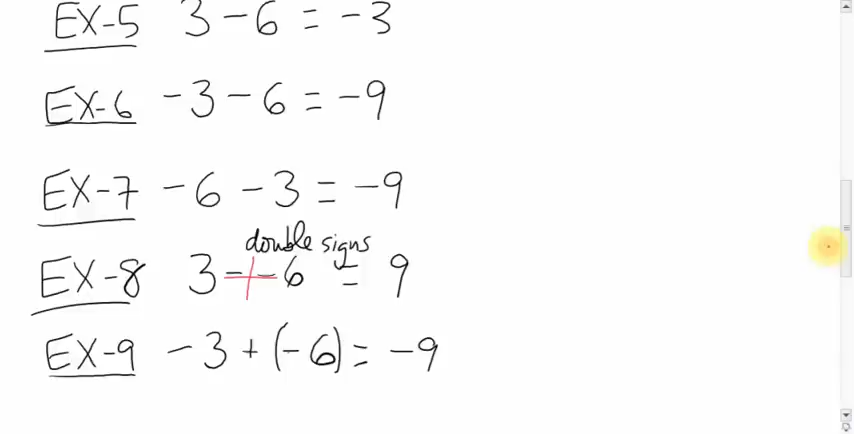 EX-5 3 - 6 = -3
EX-6 -3 - 6 = -9
EX-7 -6 - 3 = -9
double signs
EX-8 3 - -6 = 9
EX-9 -3 + (-6) = -9